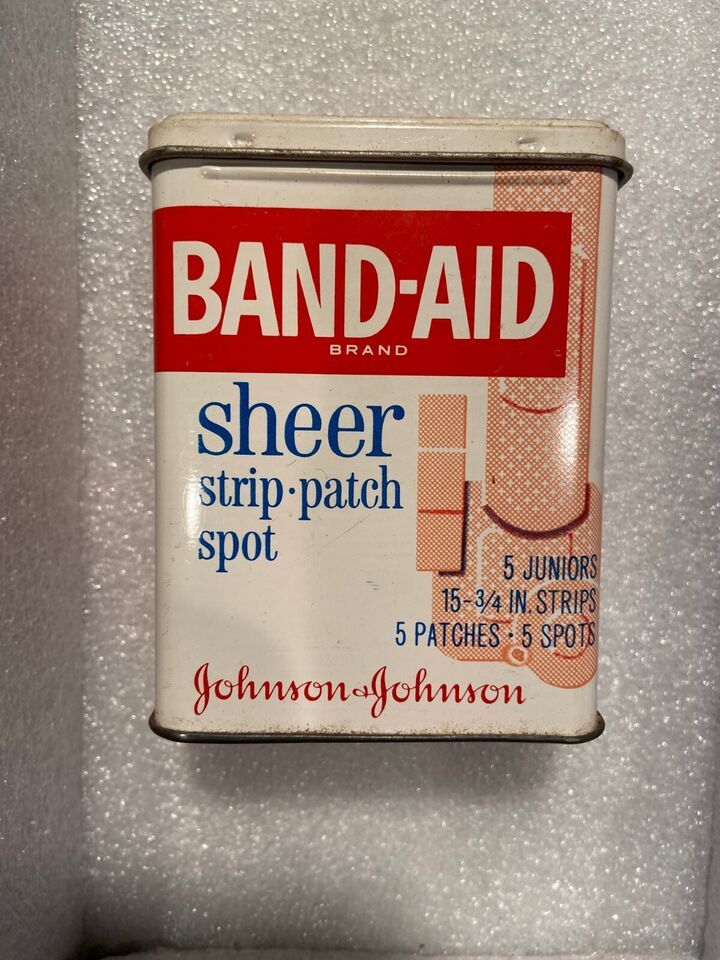 BAND-AID
BRAND
sheer
strip·patch
spot
5 JUNIORS
15-3/4 IN. STRIPS
5 PATCHES · 5 SPOTS
Johnson & Johnson